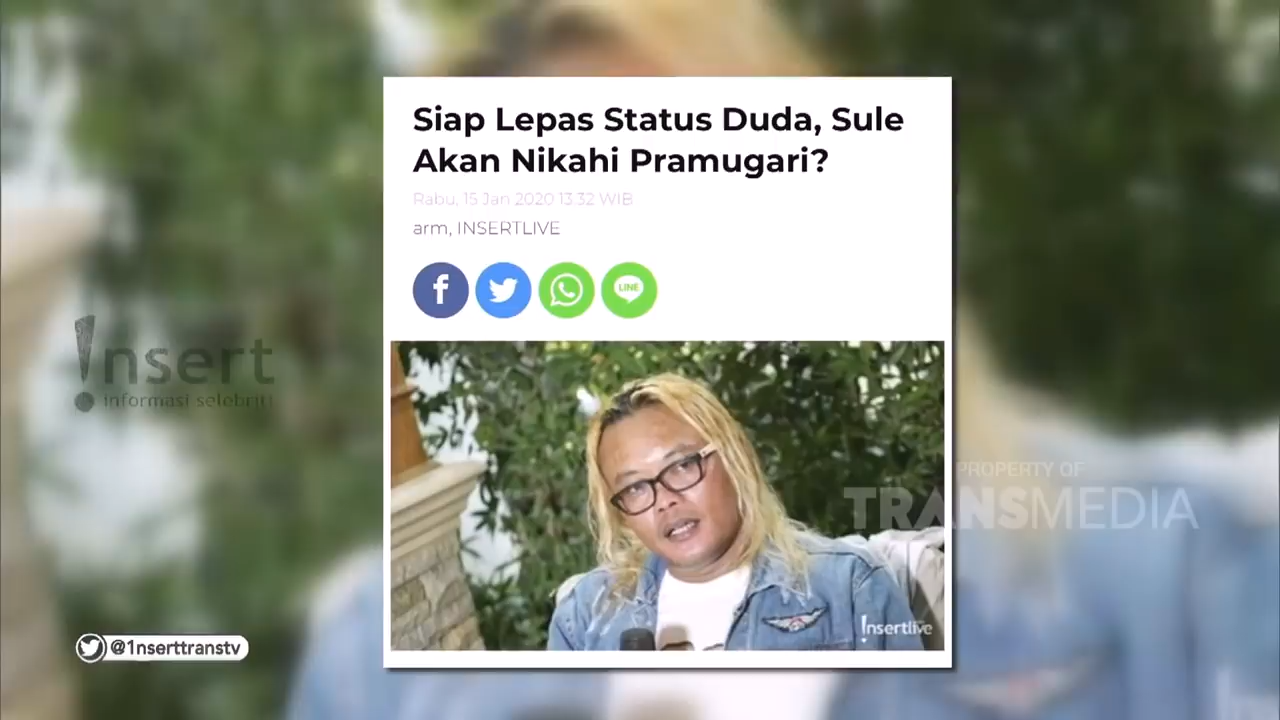 Siap Lepas Status Duda, Sule
Akan Nikahi Pramugari?
Rabu, 15 Jan 2020 13:32 WIB
arm, INSERTLIVE
f
LINE
Insert
informasi selebriti
PROPERTY OF
TRANSMEDIA
Insertlive
@1nserttranstv